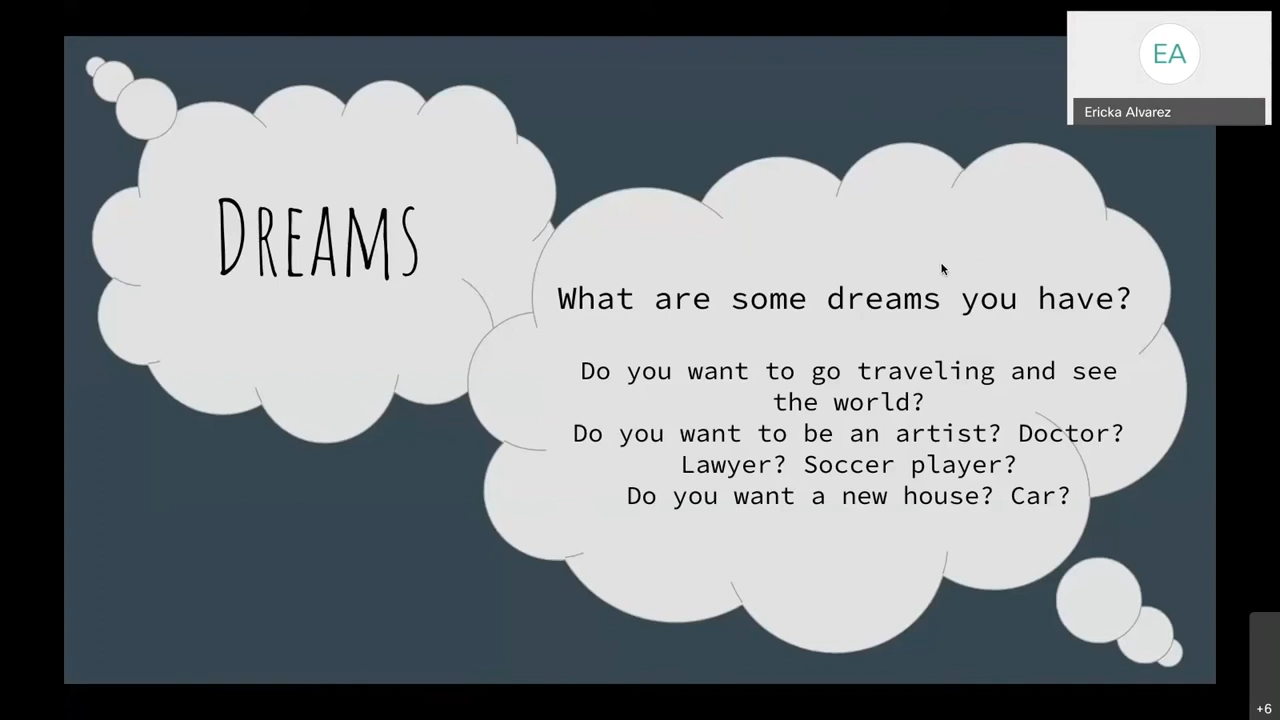 EA
Ericka Alvarez
Dreams
What are some dreams you have?
Do you want to go traveling and see
the world?
Do you want to be an artist? Doctor?
Lawyer? Soccer player?
Do you want a new house? Car?
+6